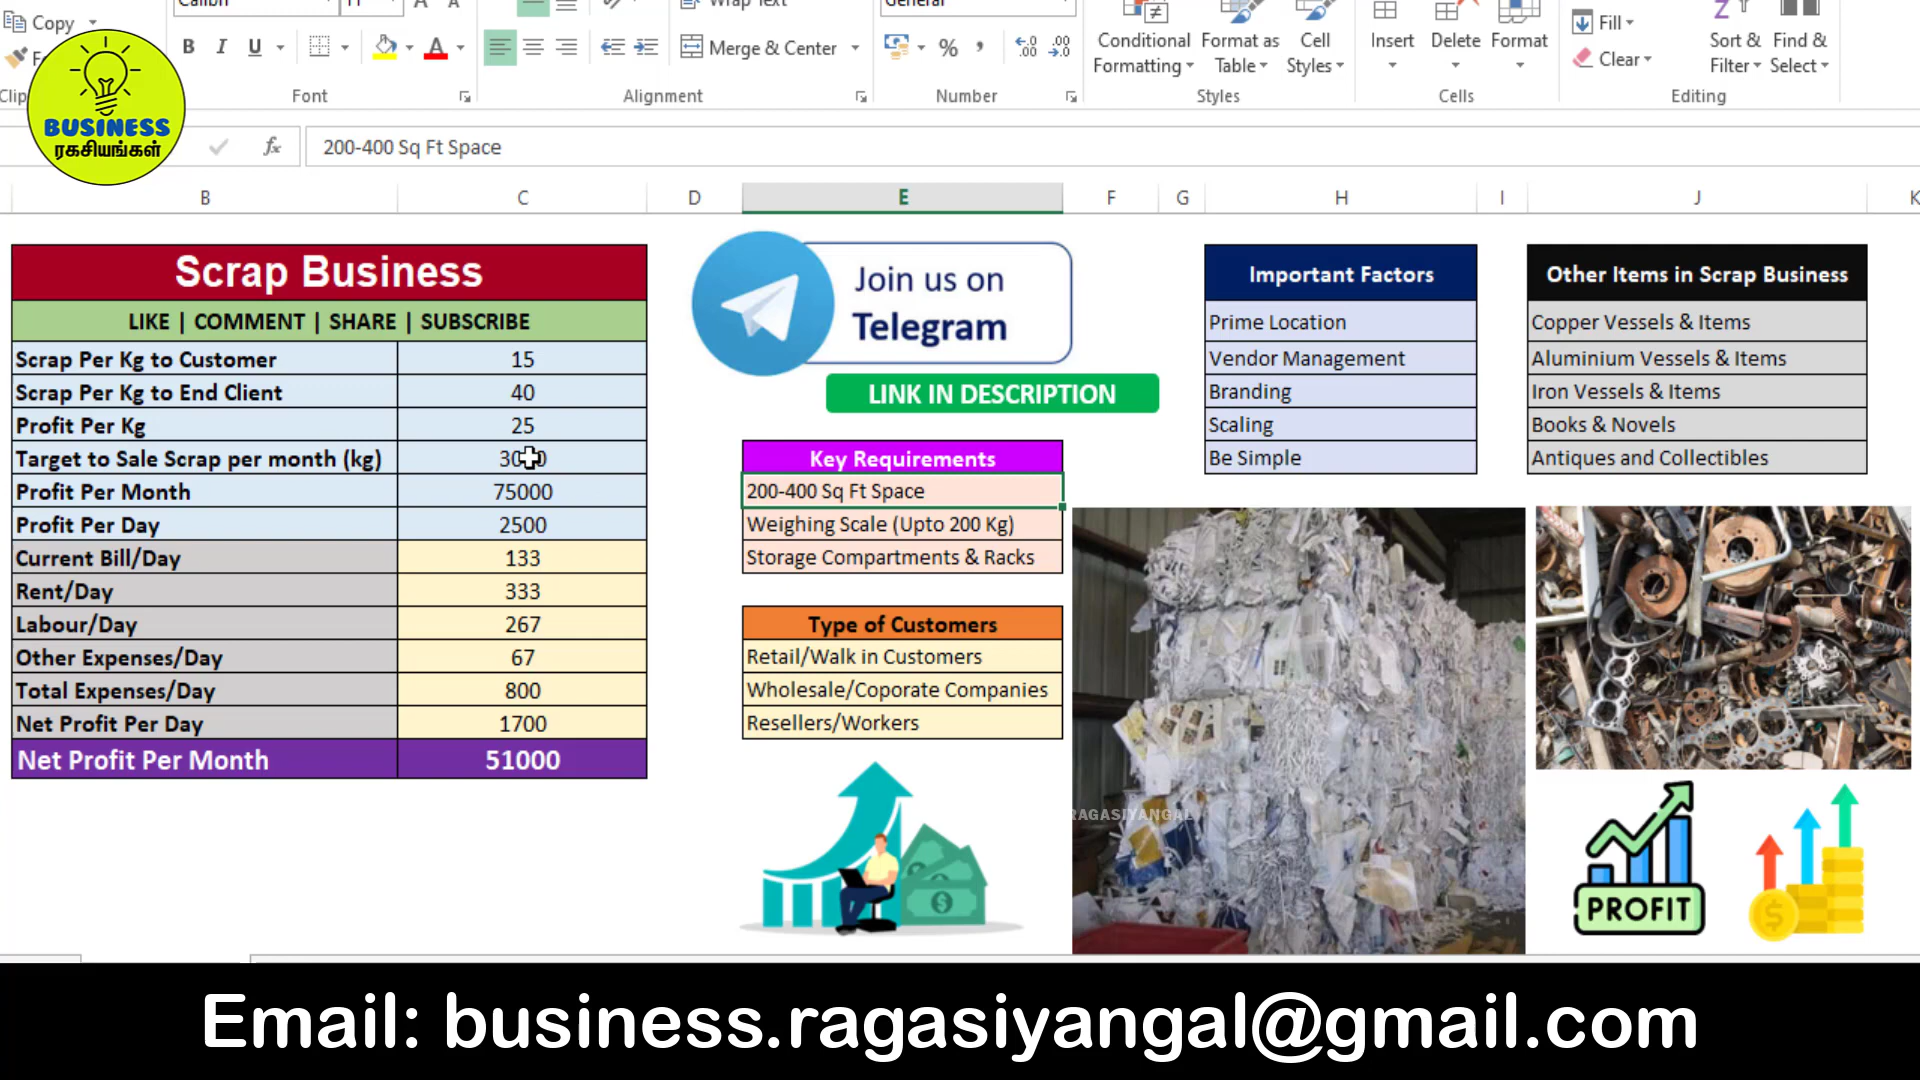 Copy
Merge & Center
Conditional Formatting
Format as Table
Cell Styles
Insert
Delete
Format
Fill
Clear
Sort & Filter
Find & Select
B I U A
%
Font
Alignment
Number
Styles
Cells
Editing
BUSINESS
ரகசியங்கள்
fx
200-400 Sq Ft Space
B C D E F G H I J K
Scrap Business
LIKE | COMMENT | SHARE | SUBSCRIBE
Scrap Per Kg to Customer 15
Scrap Per Kg to End Client 40
Profit Per Kg 25
Target to Sale Scrap per month (kg)
Profit Per Month 75000
Profit Per Day 2500
Current Bill/Day 133
Rent/Day 333
Labour/Day 267
Other Expenses/Day 67
Total Expenses/Day 800
Net Profit Per Day 1700
Net Profit Per Month 51000
Join us on
Telegram
LINK IN DESCRIPTION
Key Requirements
200-400 Sq Ft Space
Weighing Scale (Upto 200 Kg)
Storage Compartments & Racks
Type of Customers
Retail/Walk in Customers
Wholesale/Coporate Companies
Resellers/Workers
Important Factors
Prime Location
Vendor Management
Branding
Scaling
Be Simple
Other Items in Scrap Business
Copper Vessels & Items
Aluminium Vessels & Items
Iron Vessels & Items
Books & Novels
Antiques and Collectibles
RAGASIYANGAL
PROFIT
Email: business.ragasiyangal@gmail.com